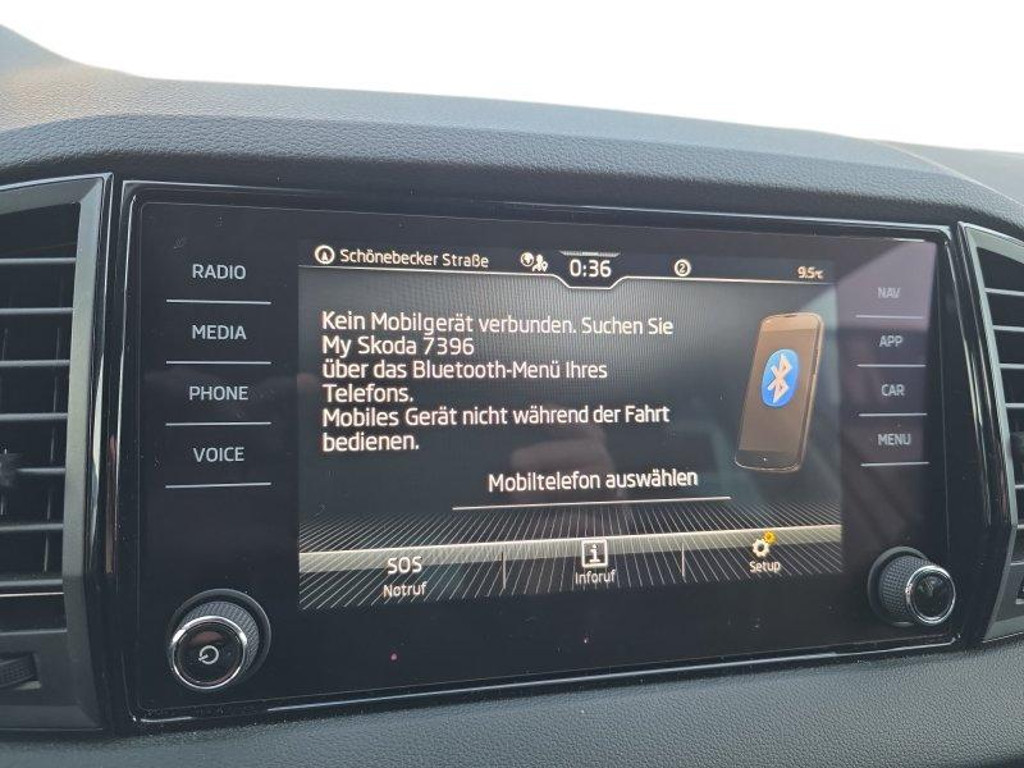 Schönebecker Straße 0:36 2 9.5°C
RADIO
MEDIA
PHONE
VOICE
Kein Mobilgerät verbunden. Suchen Sie
My Skoda 7396
über das Bluetooth-Menü Ihres
Telefons.
Mobiles Gerät nicht während der Fahrt
bedienen.
Mobiltelefon auswählen
SOS
Notruf
i
Inforuf
Setup
NAV
APP
CAR
MENU